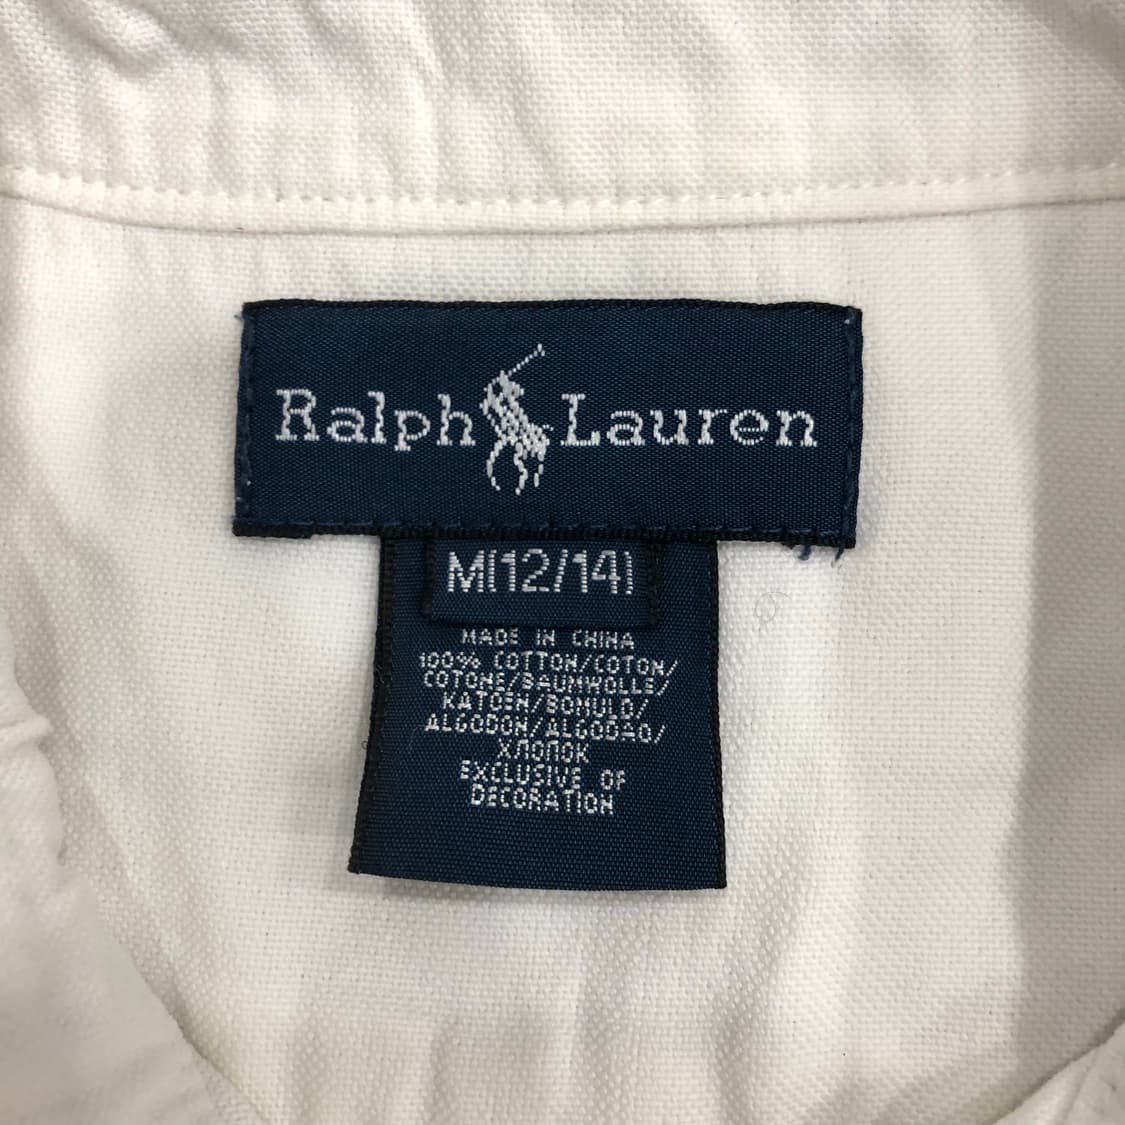 Ralph Lauren
M(12/14)
MADE IN CHINA
100% COTTON/COTON/
COTONE/BAUMWOLLE/
KATOEN/BOMULD/
ALGODON/ALGODAO/
ХЛОПОК
EXCLUSIVE OF
DECORATION